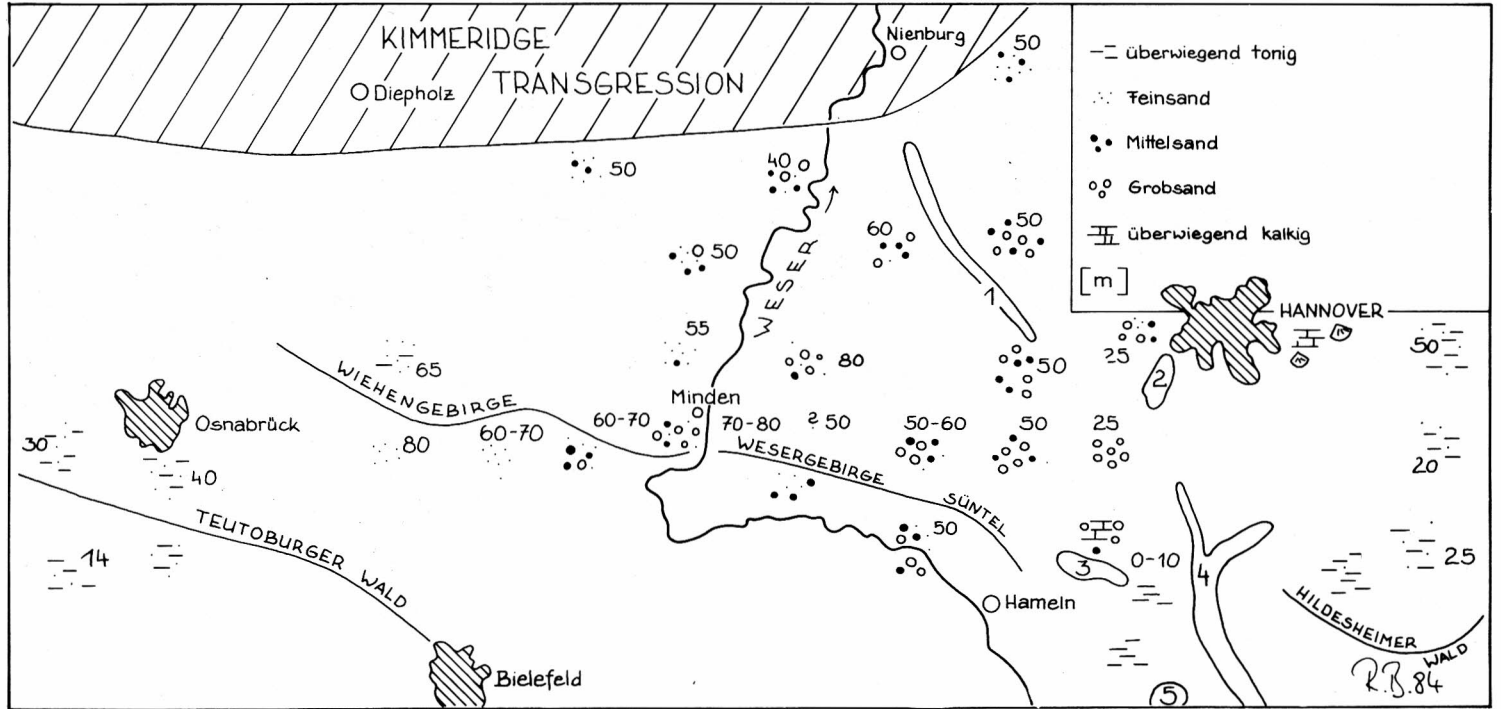 KIMMERIDGE
TRANSGRESSION
Diepholz
Nienburg
50
überwiegend tonig
Feinsand
Mittelsand
Grobsand
überwiegend kalkig
[m]
50
40
50
60
50
WESER
1
HANNOVER
55
65
80
50
25
2
50
WIEHENGEBIRGE
Minden
Osnabrück
30
40
80
60-70
60-70
70-80
? 50
50-60
50
25
20
WESERGEBIRGE
SÜNTEL
TEUTOBURGER WALD
14
50
3
0-10
4
25
Hameln
HILDESHEIMER WALD
Bielefeld
5
R.B.84